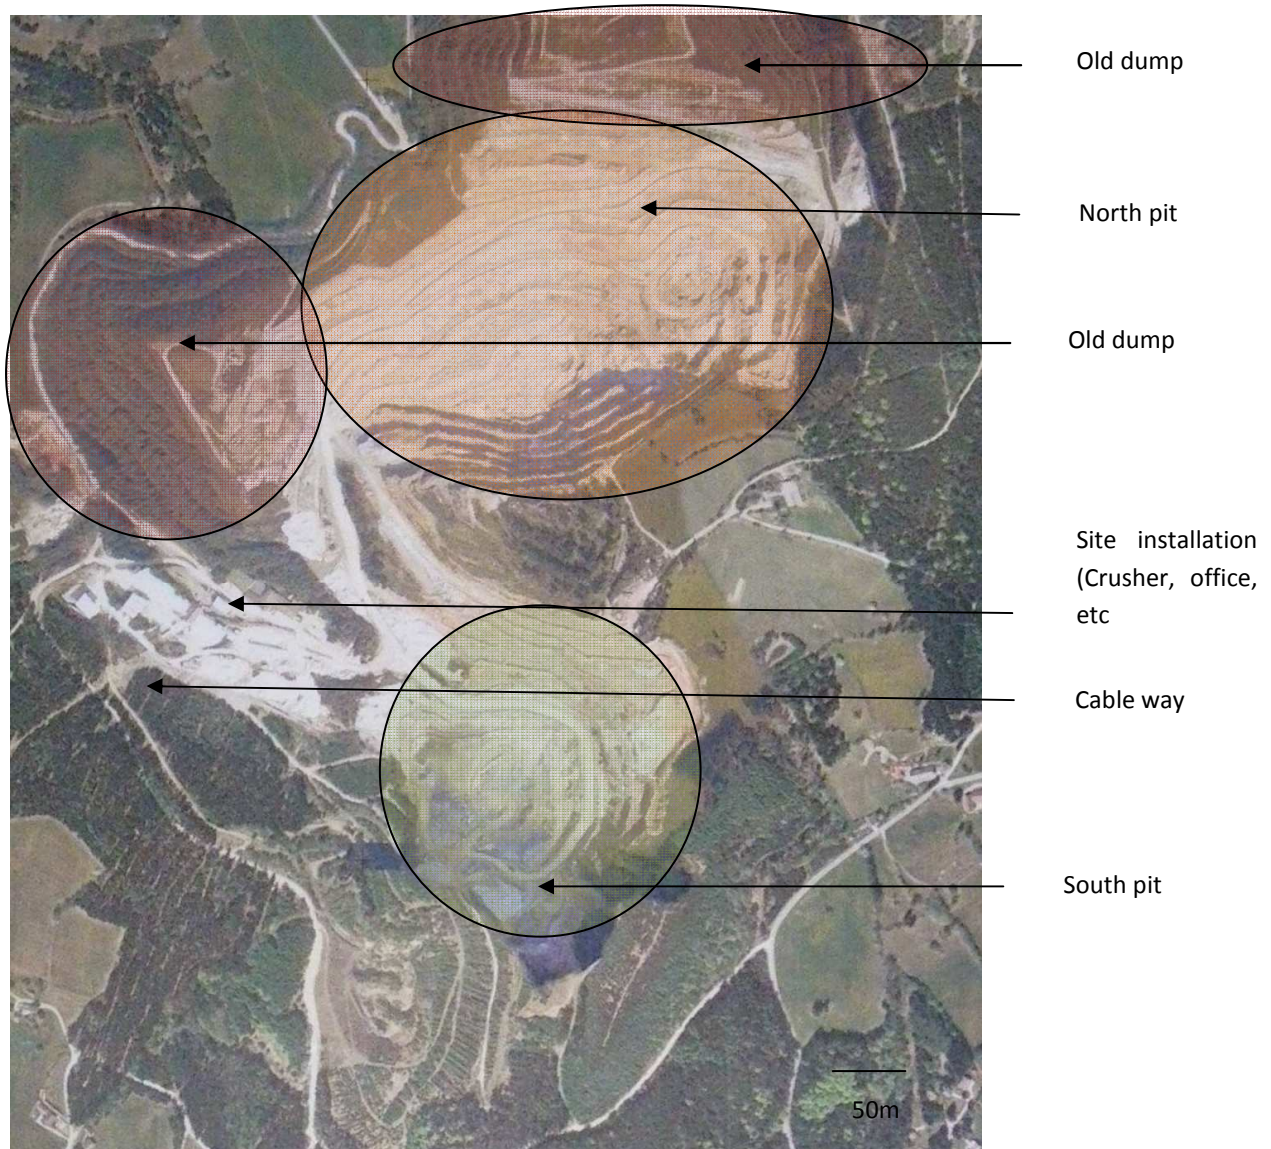 Old dump
North pit
Old dump
Site installation
(Crusher, office,
etc
Cable way
South pit
50m